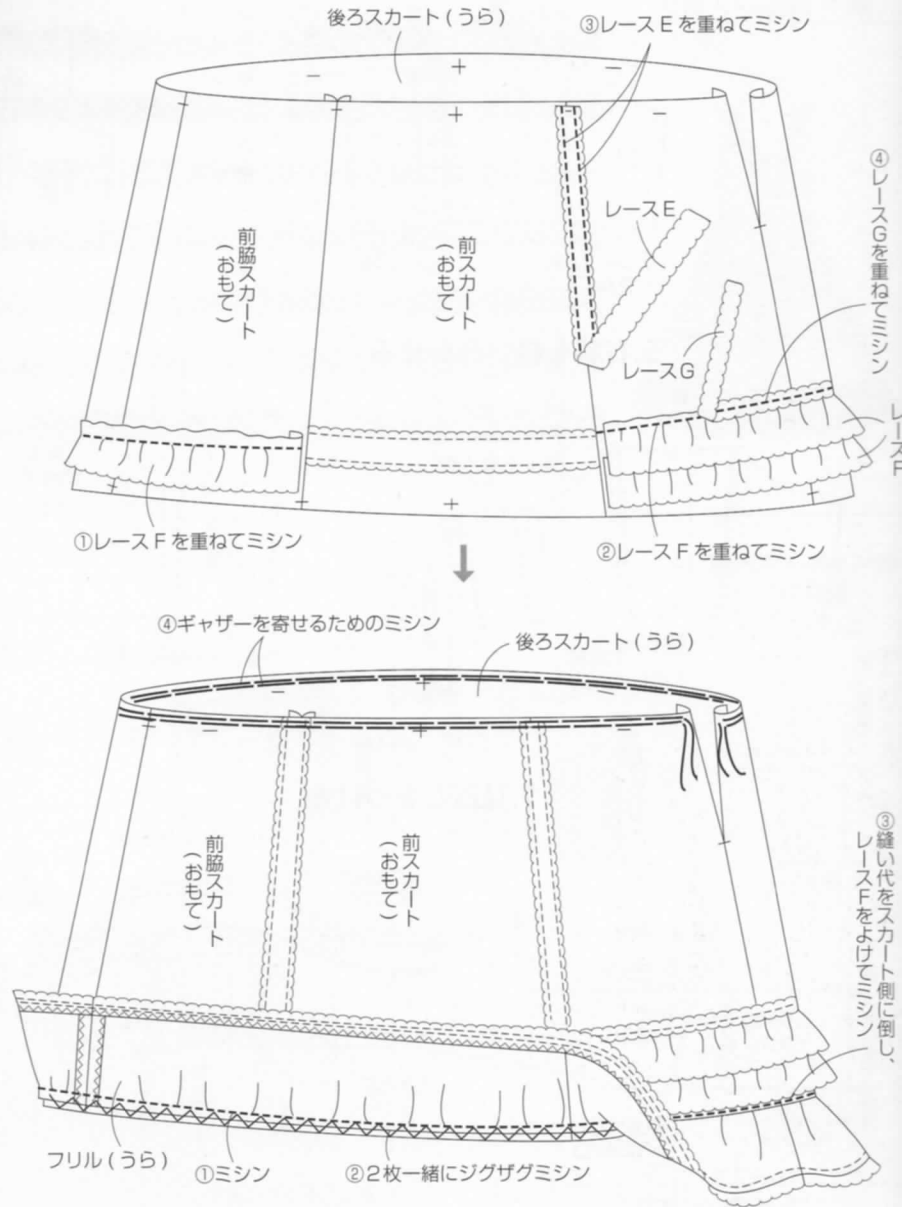 後ろスカート(うら)
③レースEを重ねてミシン
④レースGを重ねてミシン
レースE
前脇スカート
(おもて)
前スカート
(おもて)
レースG
レースF
①レースFを重ねてミシン
②レースFを重ねてミシン
④ギャザーを寄せるためのミシン
後ろスカート(うら)
前脇スカート
(おもて)
前スカート
(おもて)
③縫い代をスカート側に倒し、
レースFをよけてミシン
フリル(うら)
①ミシン
②2枚一緒にジグザグミシン